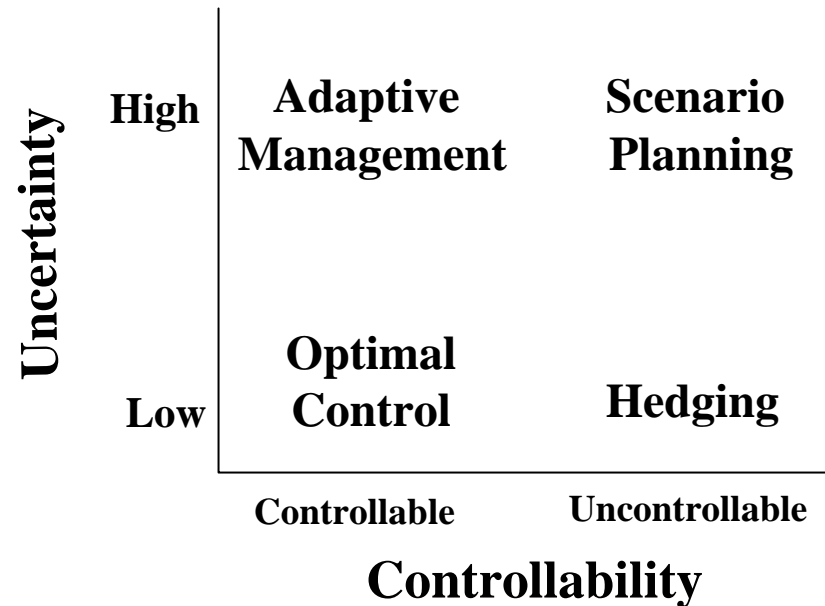 Uncertainty
High
Adaptive
Management
Scenario
Planning
Low
Optimal
Control
Hedging
Controllable
Uncontrollable
Controllability